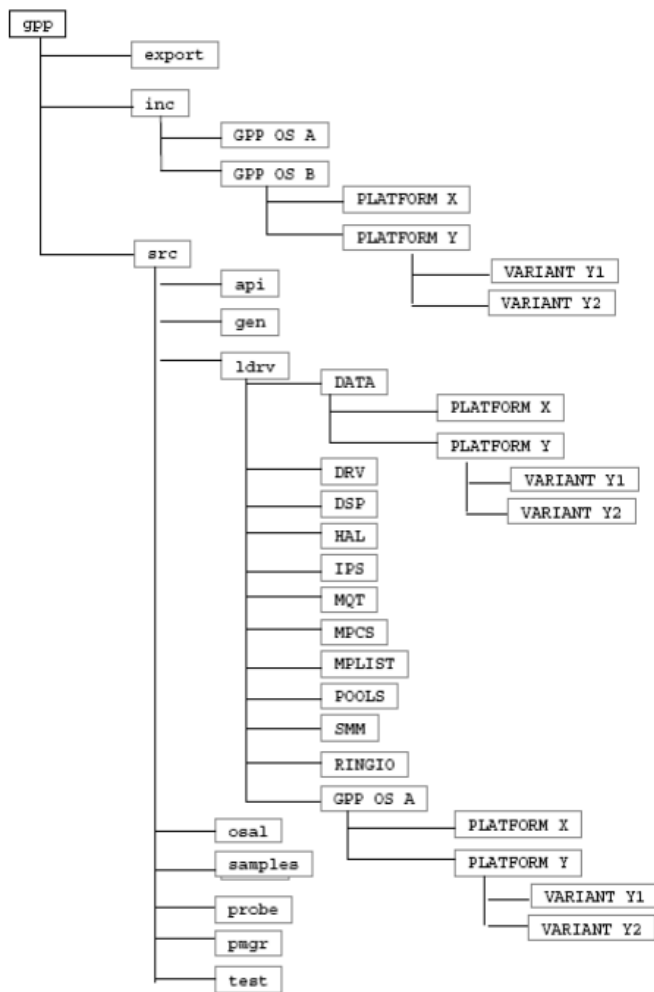 gpp
export
inc
GPP OS A
GPP OS B
PLATFORM X
PLATFORM Y
VARIANT Y1
VARIANT Y2
src
api
gen
ldrv
DATA
PLATFORM X
PLATFORM Y
VARIANT Y1
VARIANT Y2
DRV
DSP
HAL
IPS
MQT
MPCS
MPLIST
POOLS
SMM
RINGIO
GPP OS A
PLATFORM X
PLATFORM Y
VARIANT Y1
VARIANT Y2
osal
samples
probe
pmgr
test